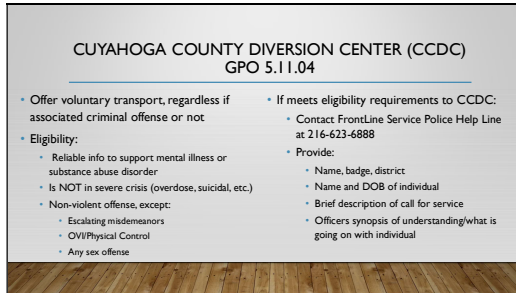 CUYAHOGA COUNTY DIVERSION CENTER (CCDC)
GPO 5.11.04
• Offer voluntary transport, regardless if
associated criminal offense or not
• Eligibility:
• Reliable info to support mental illness or
substance abuse disorder
• Is NOT in severe crisis (overdose, suicidal, etc.)
• Non-violent offense, except:
• Escalating misdemeanors
• OVI/Physical Control
• Any sex offense
• If meets eligibility requirements to CCDC:
• Contact FrontLine Service Police Help Line
at 216-623-6888
• Provide:
• Name, badge, district
• Name and DOB of individual
• Brief description of call for service
• Officers synopsis of understanding/what is
going on with individual